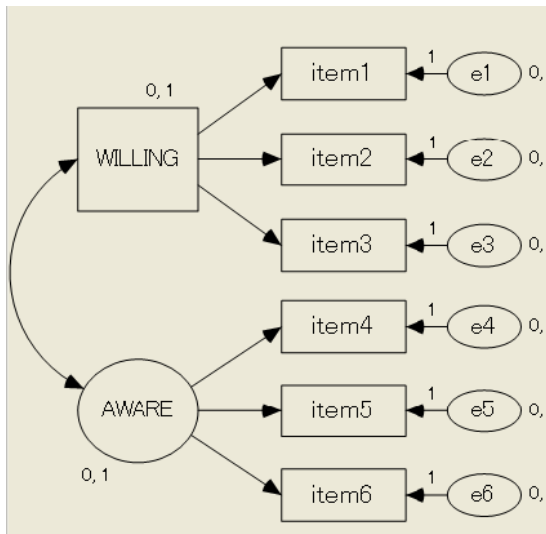 1
item1
e1
0,
0, 1
WILLING
1
item2
e2
0,
1
item3
e3
0,
1
item4
e4
0,
AWARE
1
item5
e5
0,
0, 1
1
item6
e6
0,